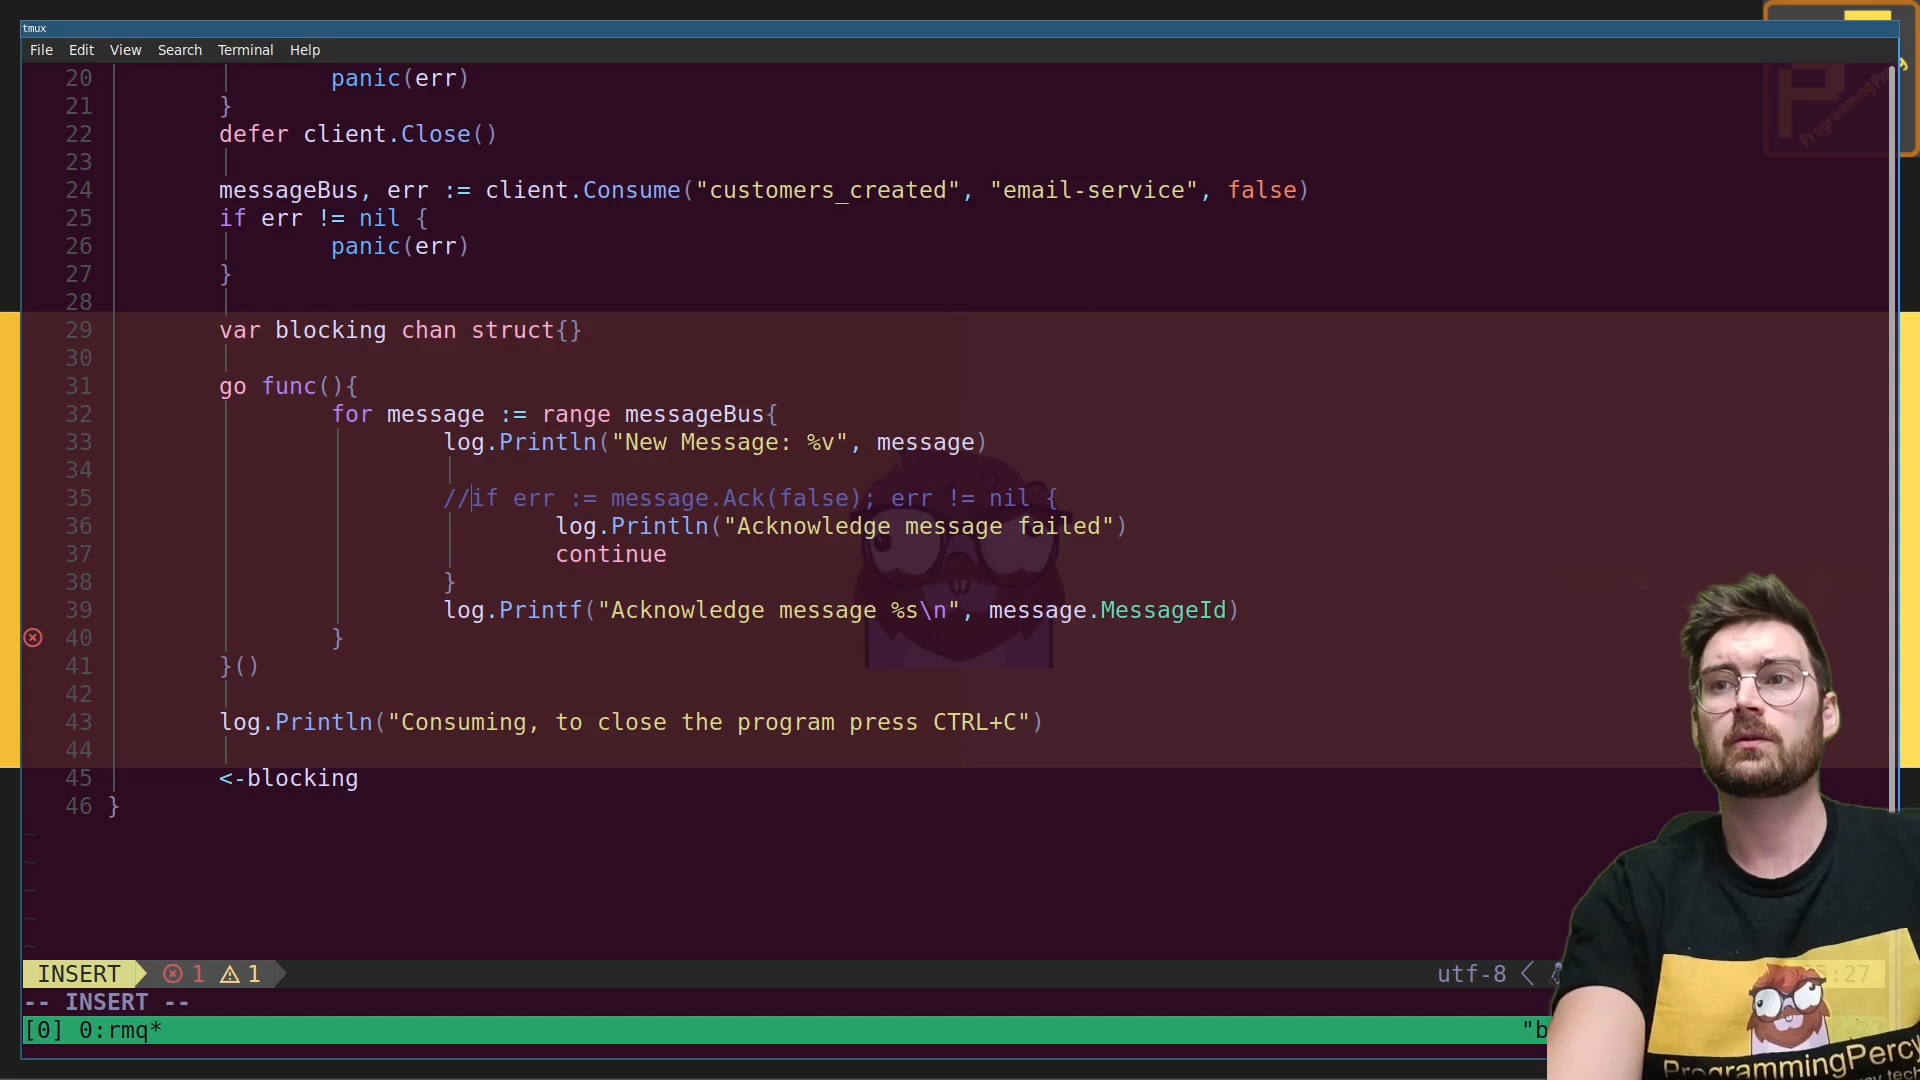 tmux
File Edit View Search Terminal Help
20 panic(err)
21 }
22 defer client.Close()
23
24 messageBus, err := client.Consume("customers_created", "email-service", false)
25 if err != nil {
26 panic(err)
27 }
28
29 var blocking chan struct{}
30
31 go func(){
32 for message := range messageBus{
33 log.Println("New Message: %v", message)
34
35 //if err := message.Ack(false); err != nil {
36 log.Println("Acknowledge message failed")
37 continue
38 }
39 log.Printf("Acknowledge message %s\n", message.MessageId)
40 }
41 }()
42
43 log.Println("Consuming, to close the program press CTRL+C")
44
45 <-blocking
46 }
~
~
~
~
~
INSERT 1 1 utf-8 :27
-- INSERT --
[0] 0:rmq* "b
ProgrammingPercy
ProgrammingPercy